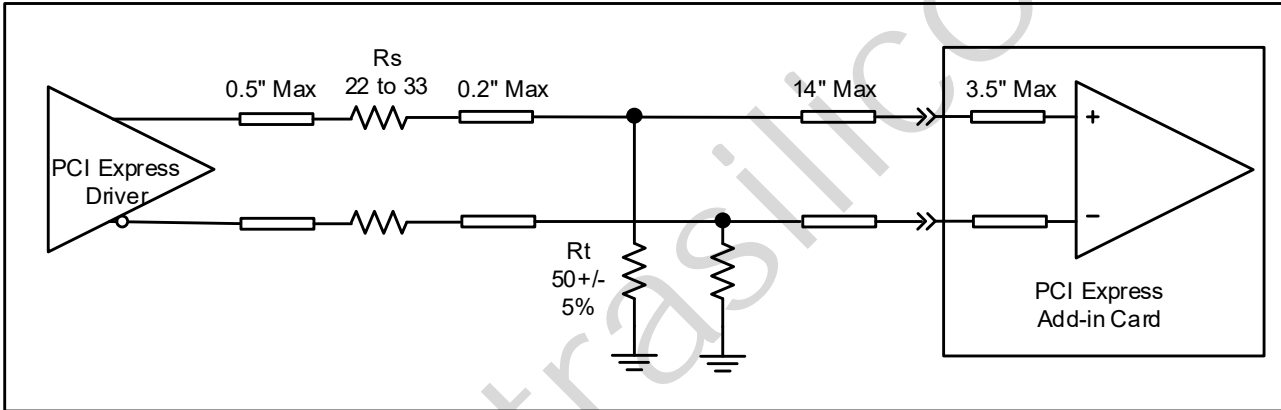 Rs
22 to 33
0.5" Max
0.2" Max
14" Max
3.5" Max
PCI Express
Driver
+
−
Rt
50+/-
5%
PCI Express
Add-in Card
trasilico